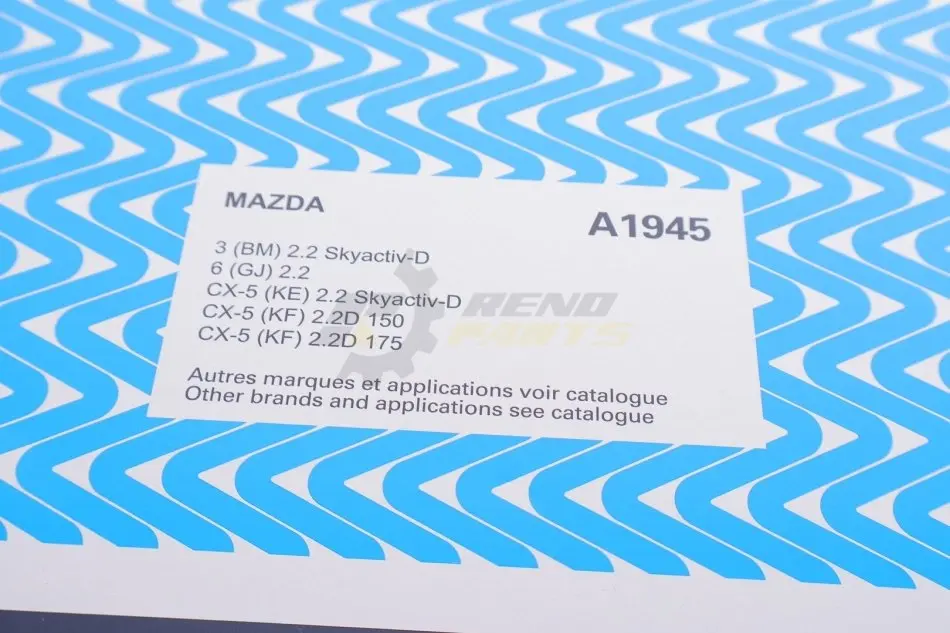 MAZDA
A1945
3 (BM) 2.2 Skyactiv-D
6 (GJ) 2.2
CX-5 (KE) 2.2 Skyactiv-D
CX-5 (KF) 2.2D 150
CX-5 (KF) 2.2D 175
RENO
PARTS
Autres marques et applications voir catalogue
Other brands and applications see catalogue